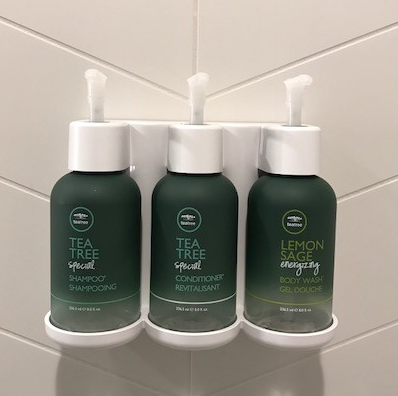 teatree
TEA
TREE
special
SHAMPOO
SHAMPOOING
teatree
TEA
TREE
special
CONDITIONER
REVITALISANT
teatree
LEMON
SAGE
energizing
BODY WASH
GEL DOUCHE